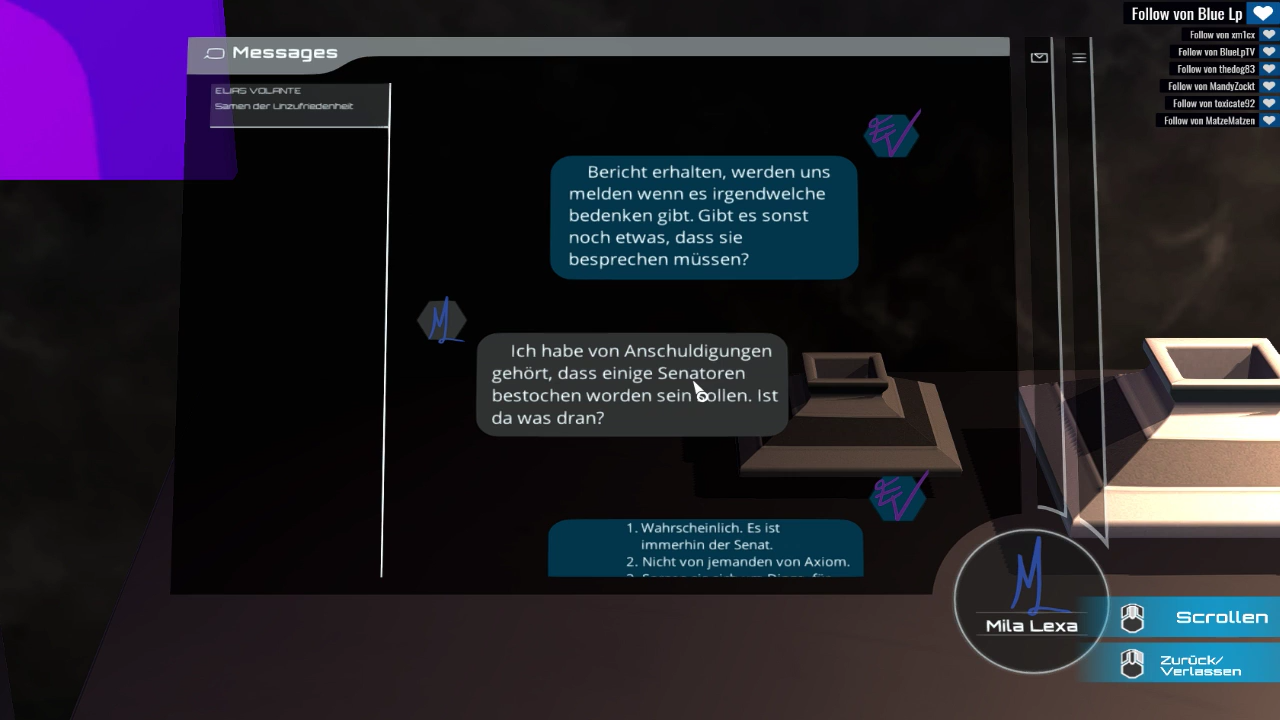 Messages
ELIAS VOLANTE
Samen der Unzufriedenheit
Bericht erhalten, werden uns
melden wenn es irgendwelche
bedenken gibt. Gibt es sonst
noch etwas, dass sie
besprechen müssen?
Ich habe von Anschuldigungen
gehört, dass einige Senatoren
bestochen worden sein sollen. Ist
da was dran?
1. Wahrscheinlich. Es ist
immerhin der Senat.
2. Nicht von jemanden von Axiom.
Mila Lexa
Scrollen
Zurück/
Verlassen
Follow von Blue Lp
Follow von xm1cx
Follow von BlueLpTV
Follow von thedog83
Follow von MandyZockt
Follow von toxicate92
Follow von MatzeMatzen